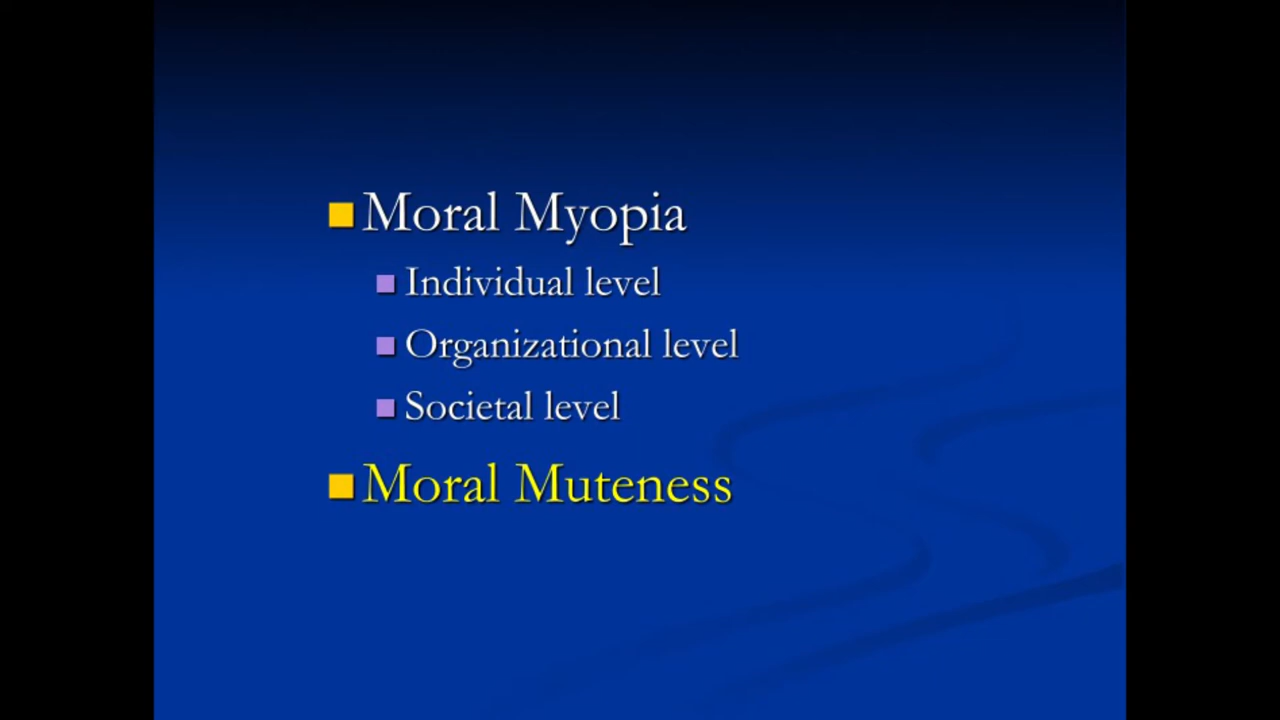 Moral Myopia
Individual level
Organizational level
Societal level
Moral Muteness